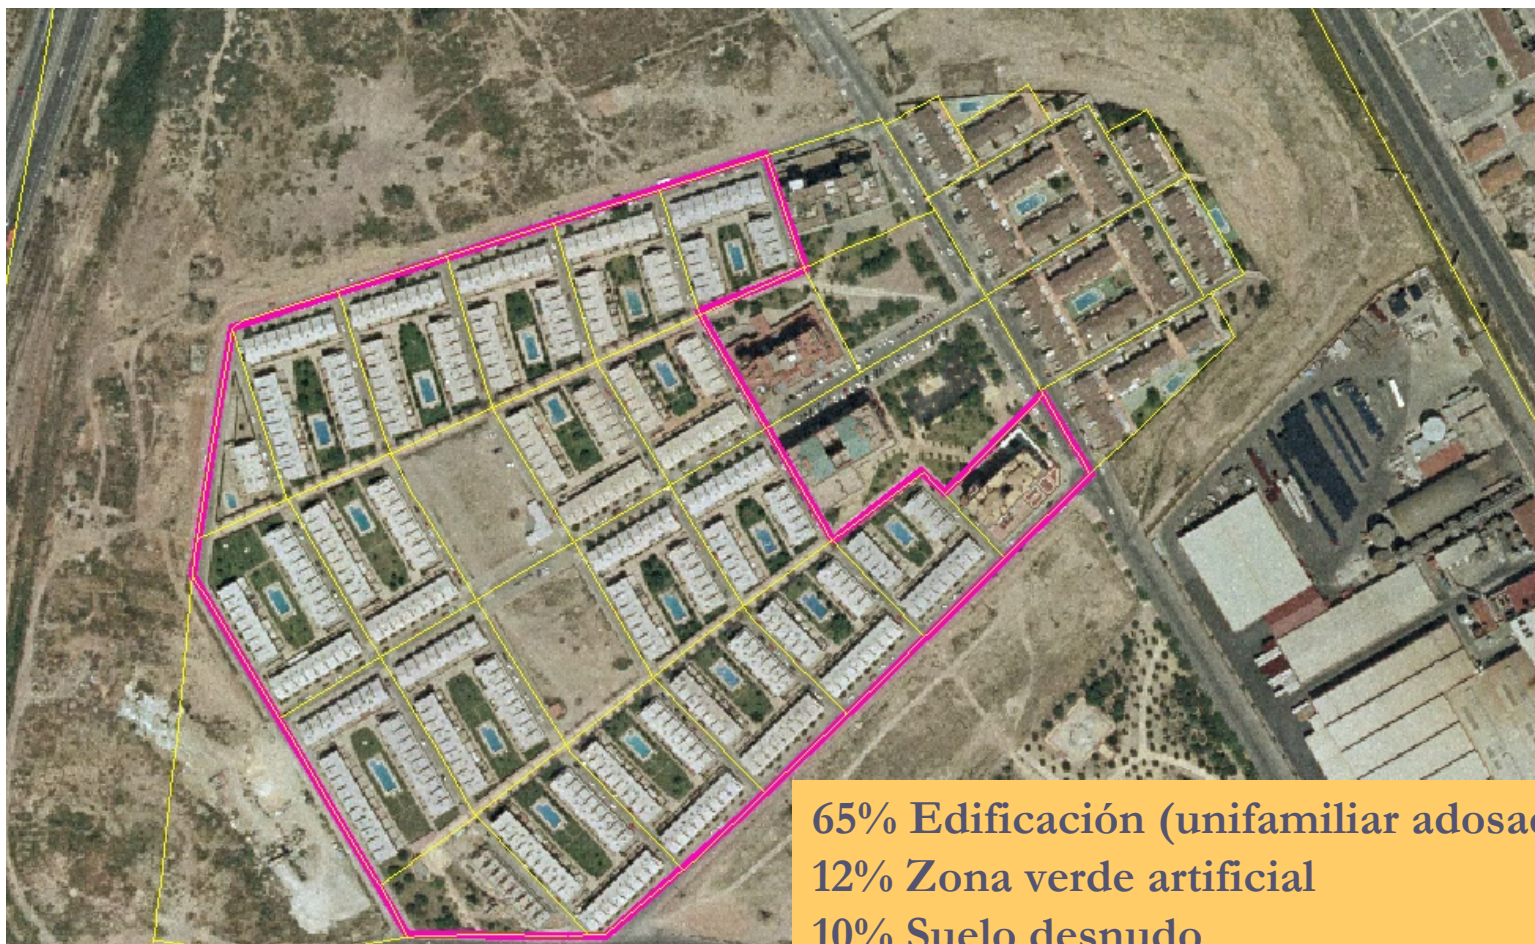 65% Edificación (unifamiliar
12% Zona verde artificial
10% Suelo desnudo